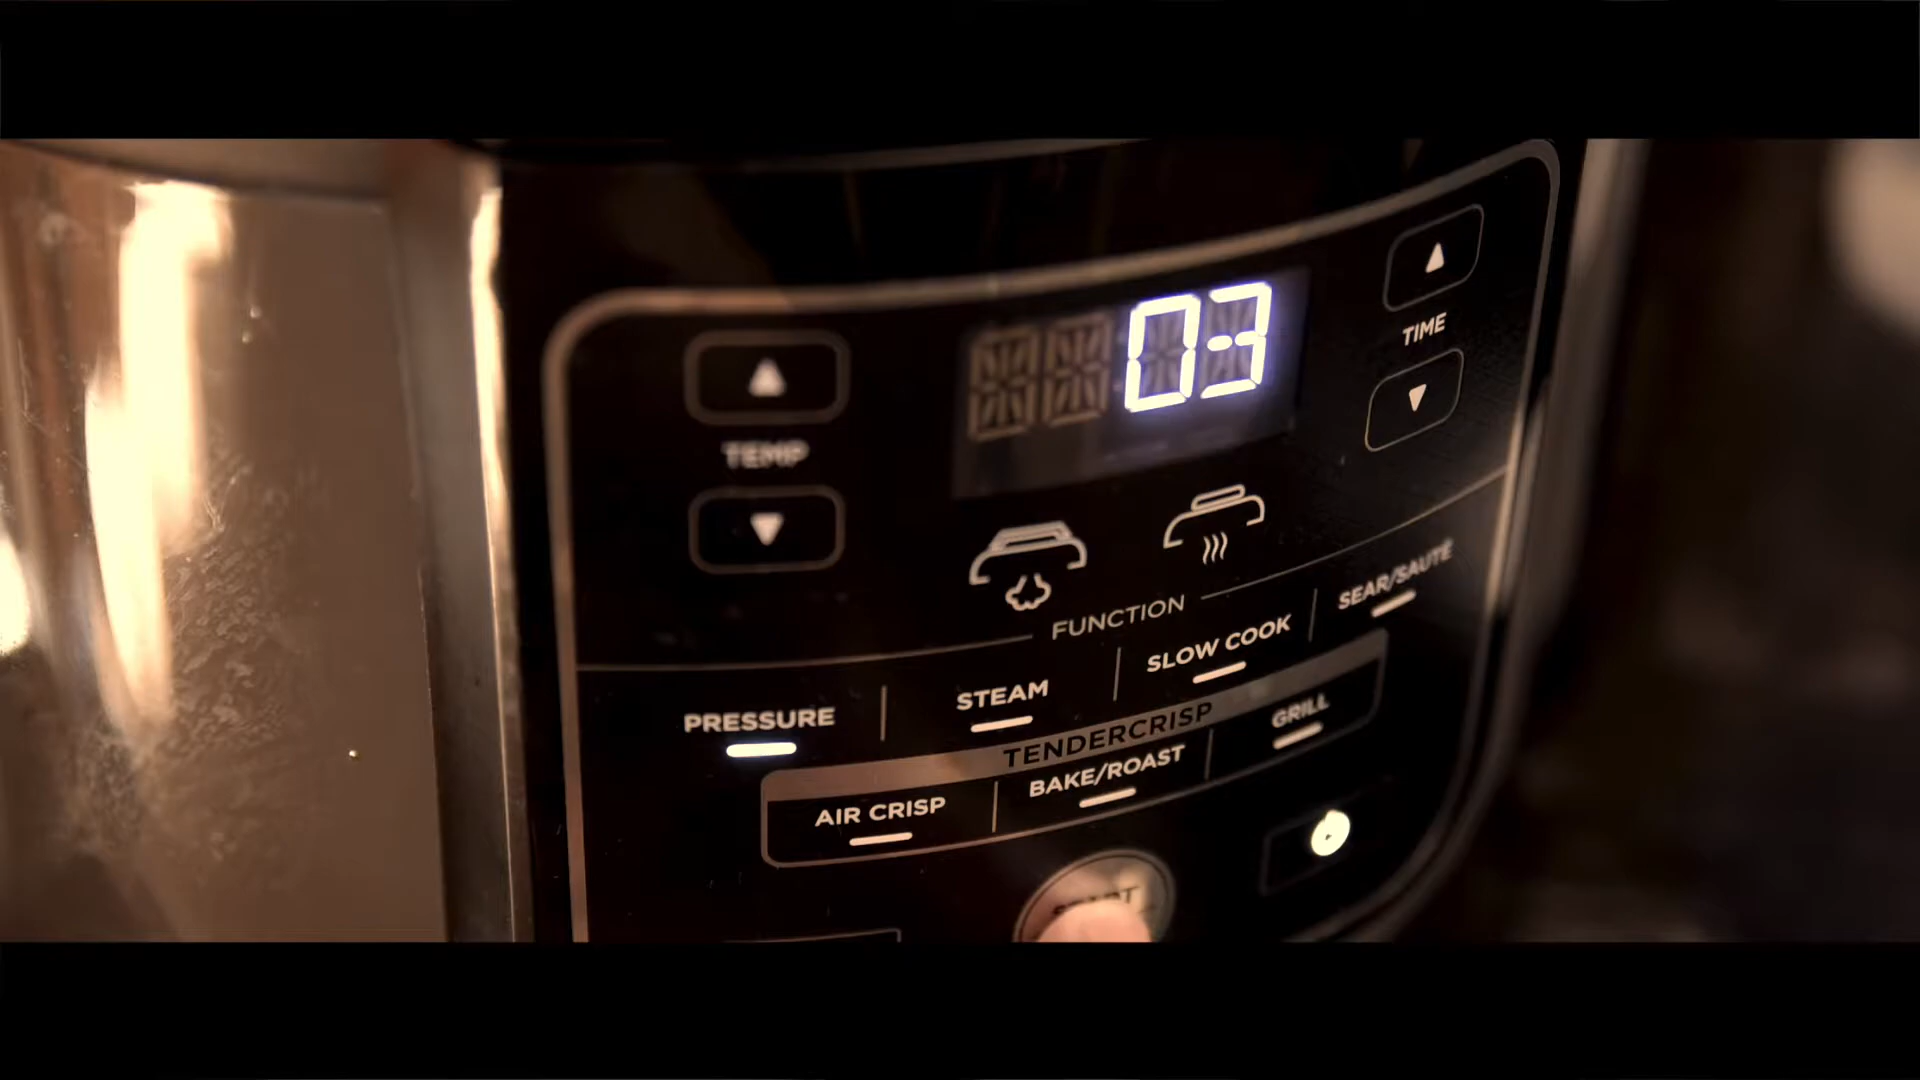 03
TIME
TEMP
FUNCTION
PRESSURE
STEAM
SLOW COOK
SEAR/SAUTÉ
TENDERCRISP
AIR CRISP
BAKE/ROAST
GRILL